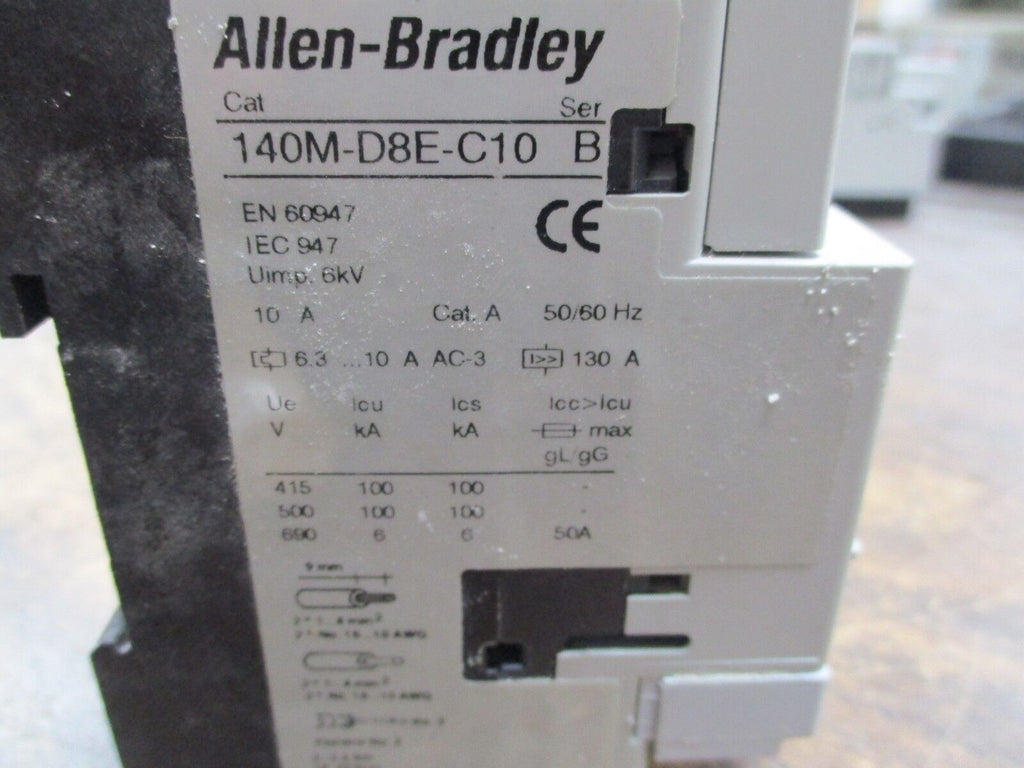 Allen-Bradley
Cat Ser
140M-D8E-C10 B
EN 60947 CE
IEC 947
Uimp. 6kV
10 A Cat. A 50/60 Hz
6.3 ...10 A AC-3 I>> 130 A
Ue Icu Ics Icc>Icu
V kA kA max
gL/gG
415 100 100 -
500 100 100 -
690 6 6 50A
9 mm